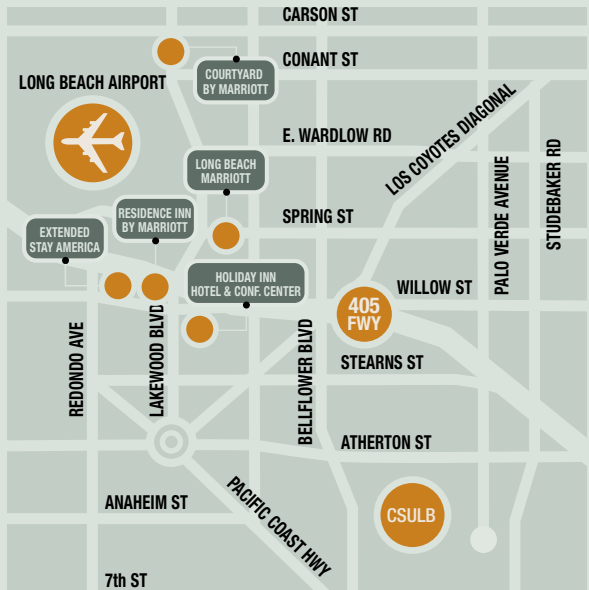 CARSON ST
CONANT ST
COURTYARD
BY MARRIOTT
LONG BEACH AIRPORT
LOS COYOTES DIAGONAL
E. WARDLOW RD
LONG BEACH
MARRIOTT
PALO VERDE AVENUE
STUDEBAKER RD
RESIDENCE INN
BY MARRIOTT
SPRING ST
EXTENDED
STAY AMERICA
HOLIDAY INN
HOTEL & CONF. CENTER
WILLOW ST
405
FWY
REDONDO AVE
LAKEWOOD BLVD
BELLFLOWER BLVD
STEARNS ST
ATHERTON ST
PACIFIC COAST HWY
ANAHEIM ST
CSULB
7th ST